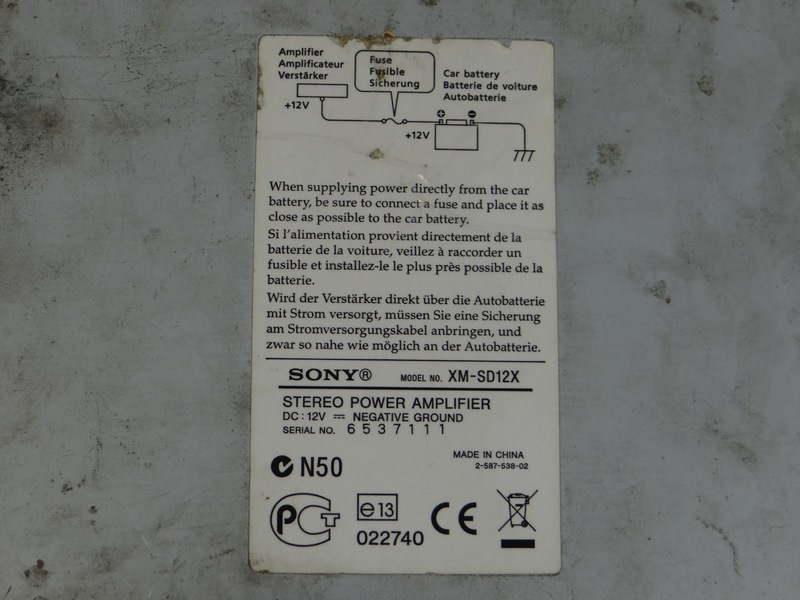 Amplifier
Amplificateur
Verstärker
Fuse
Fusible
Sicherung
Car battery
Batterie de voiture
Autobatterie
+12V
+12V
When supplying power directly from the car
battery, be sure to connect a fuse and place it as
close as possible to the car battery.
Si l'alimentation provient directement de la
batterie de la voiture, veillez à raccorder un
fusible et installez-le le plus près possible de la
batterie.
Wird der Verstärker direkt über die Autobatterie
mit Strom versorgt, müssen Sie eine Sicherung
am Stromversorgungskabel anbringen, und
zwar so nahe wie möglich an der Autobatterie.
SONY® MODEL NO. XM-SD12X
STEREO POWER AMPLIFIER
DC : 12V ⎓ NEGATIVE GROUND
SERIAL NO. 6537111
MADE IN CHINA
2-587-538-02
N50
PCT
e13
022740
CE